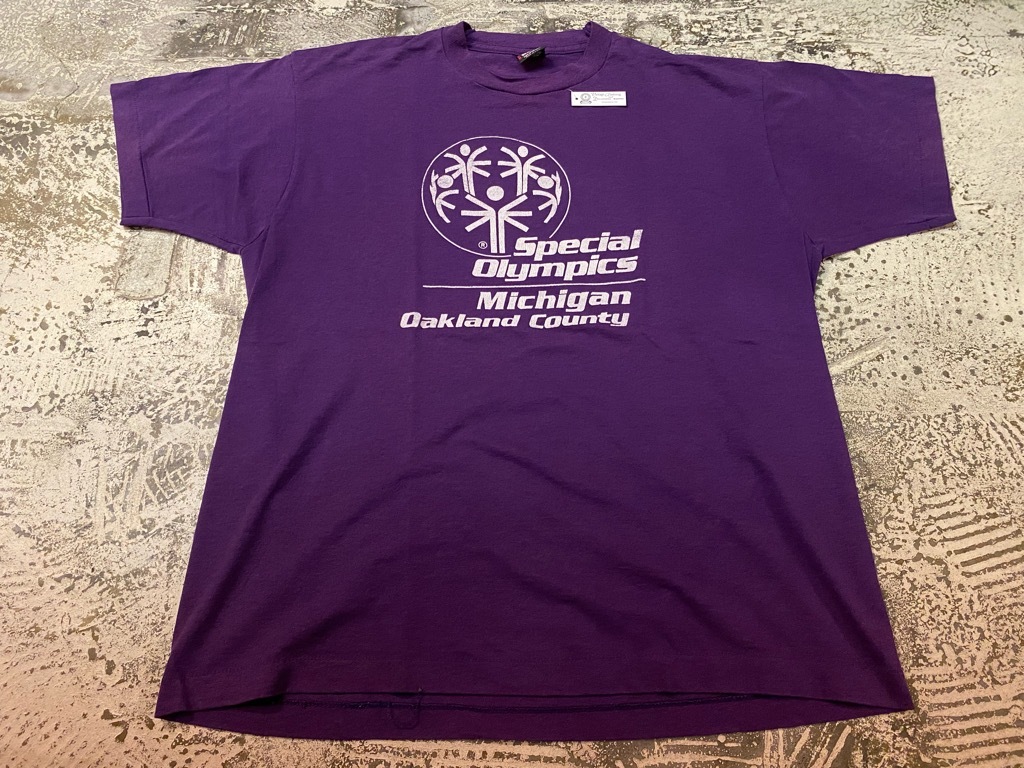 ®
Special
Olympics
Michigan
Oakland County